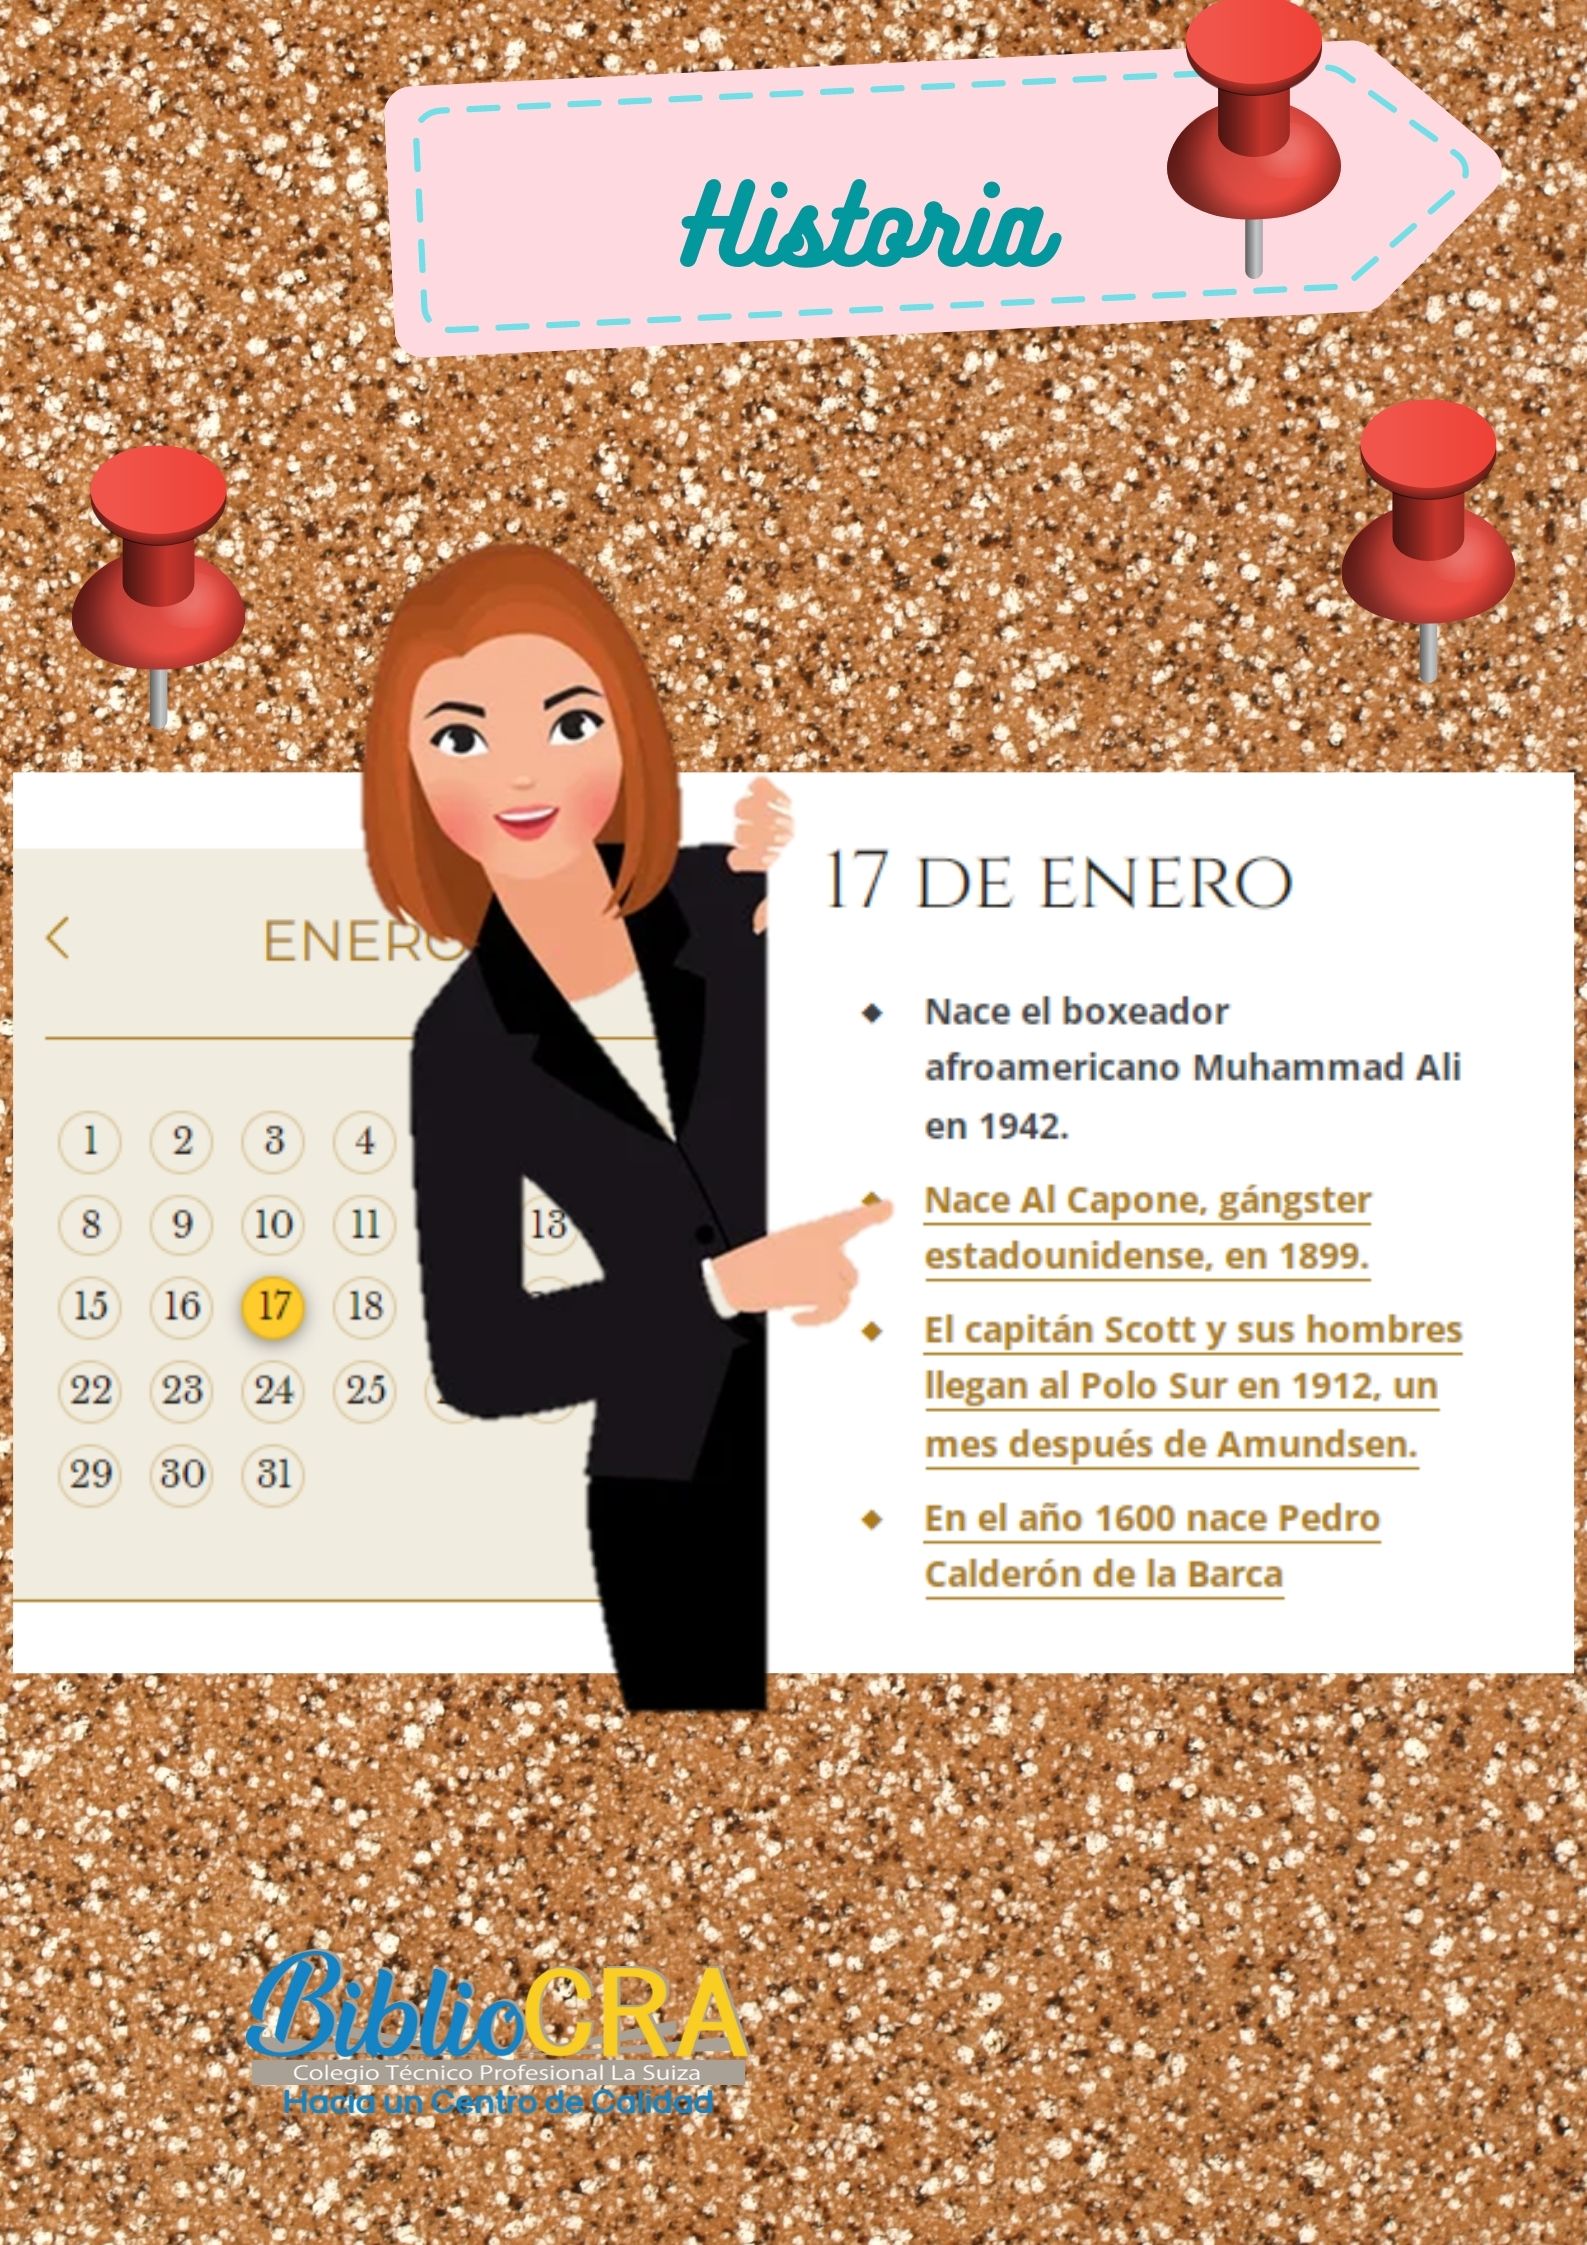 Historia
ENERO
1 2 3 4
8 9 10 11 13
15 16 17 18
22 23 24 25
29 30 31
17 DE ENERO
Nace el boxeador
afroamericano Muhammad Ali
en 1942.
Nace Al Capone, gángster
estadounidense, en 1899.
El capitán Scott y sus hombres
llegan al Polo Sur en 1912, un
mes después de Amundsen.
En el año 1600 nace Pedro
Calderón de la Barca
BiblioCRA
Colegio Técnico Profesional La Suiza
Hacia un Centro de Calidad